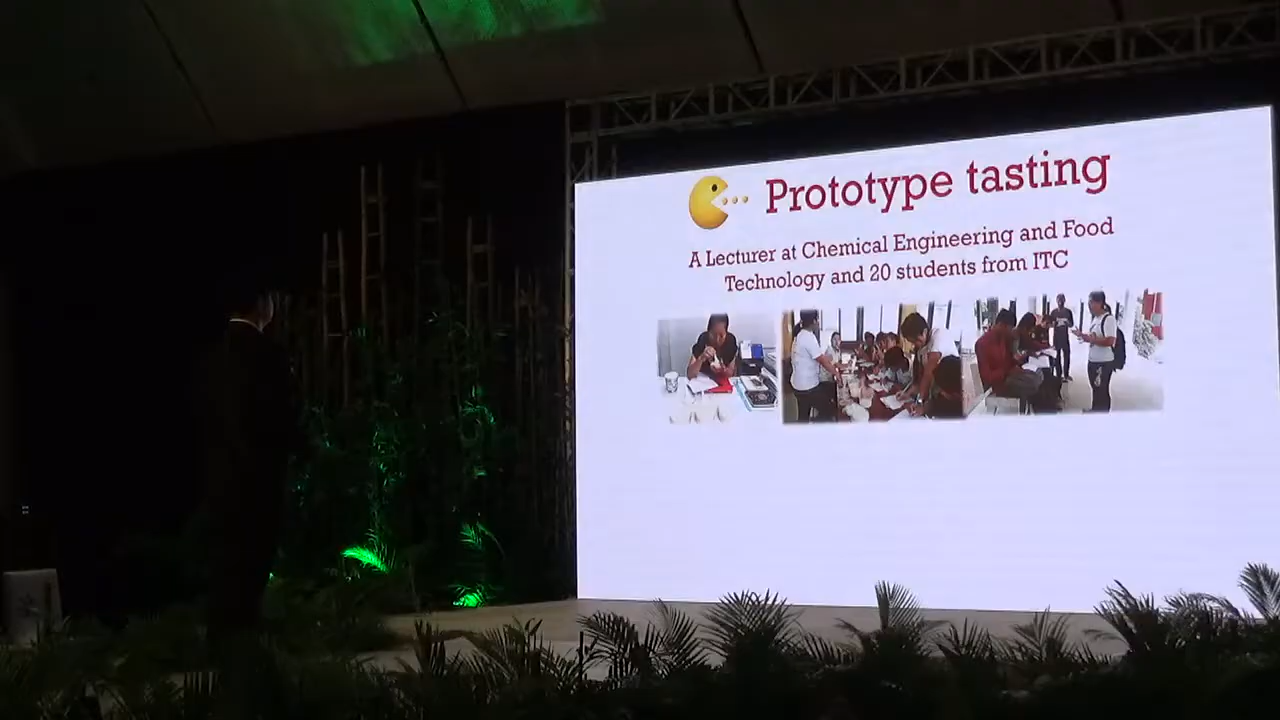 Prototype tasting
A Lecturer at Chemical Engineering and Food
Technology and 20 students from ITC